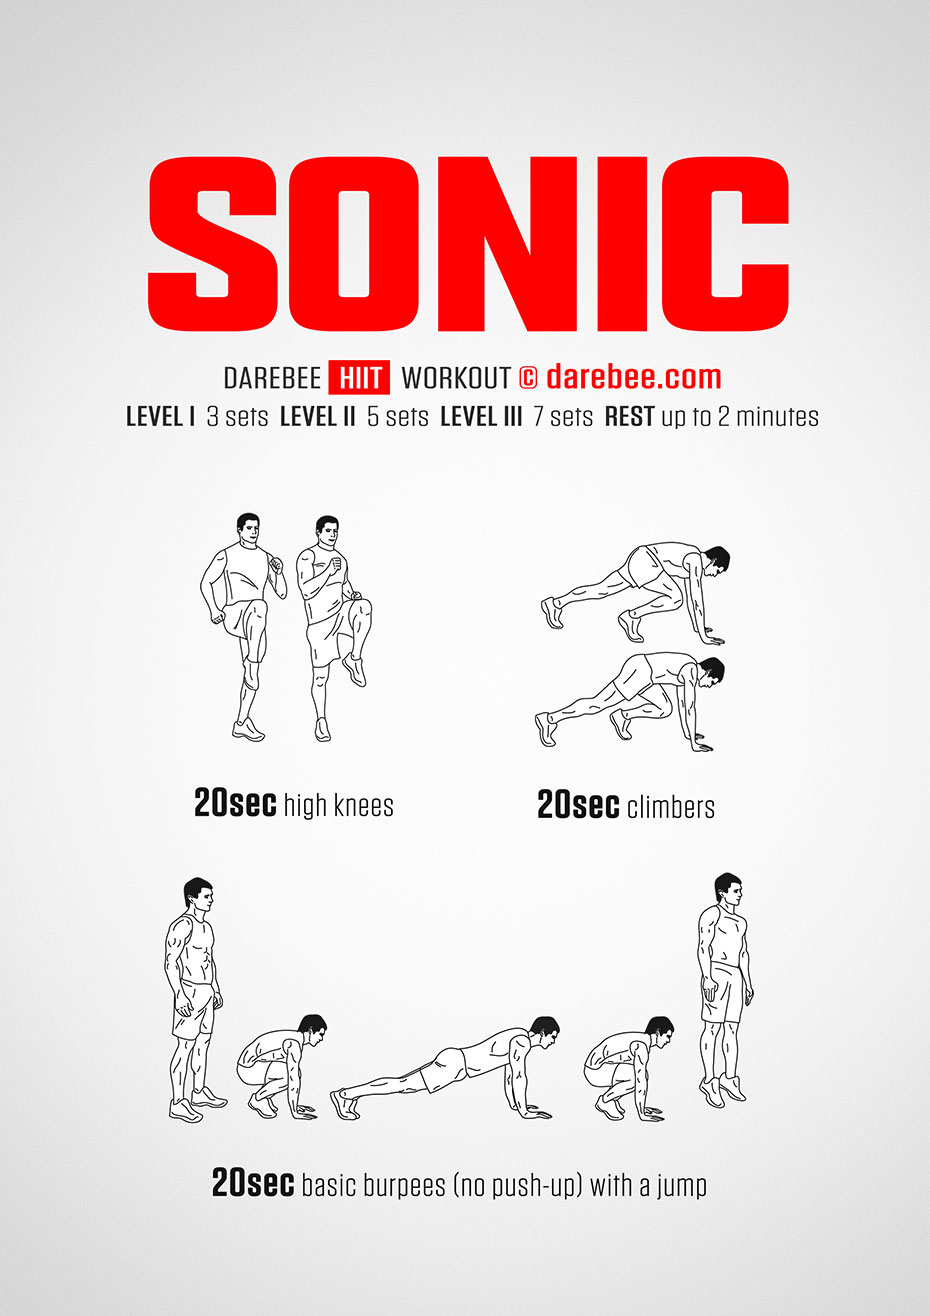 SONIC
DAREBEE HIIT WORKOUT © darebee.com
LEVEL I 3 sets LEVEL II 5 sets LEVEL III 7 sets REST up to 2 minutes
20sec high knees
20sec climbers
20sec basic burpees (no push-up) with a jump